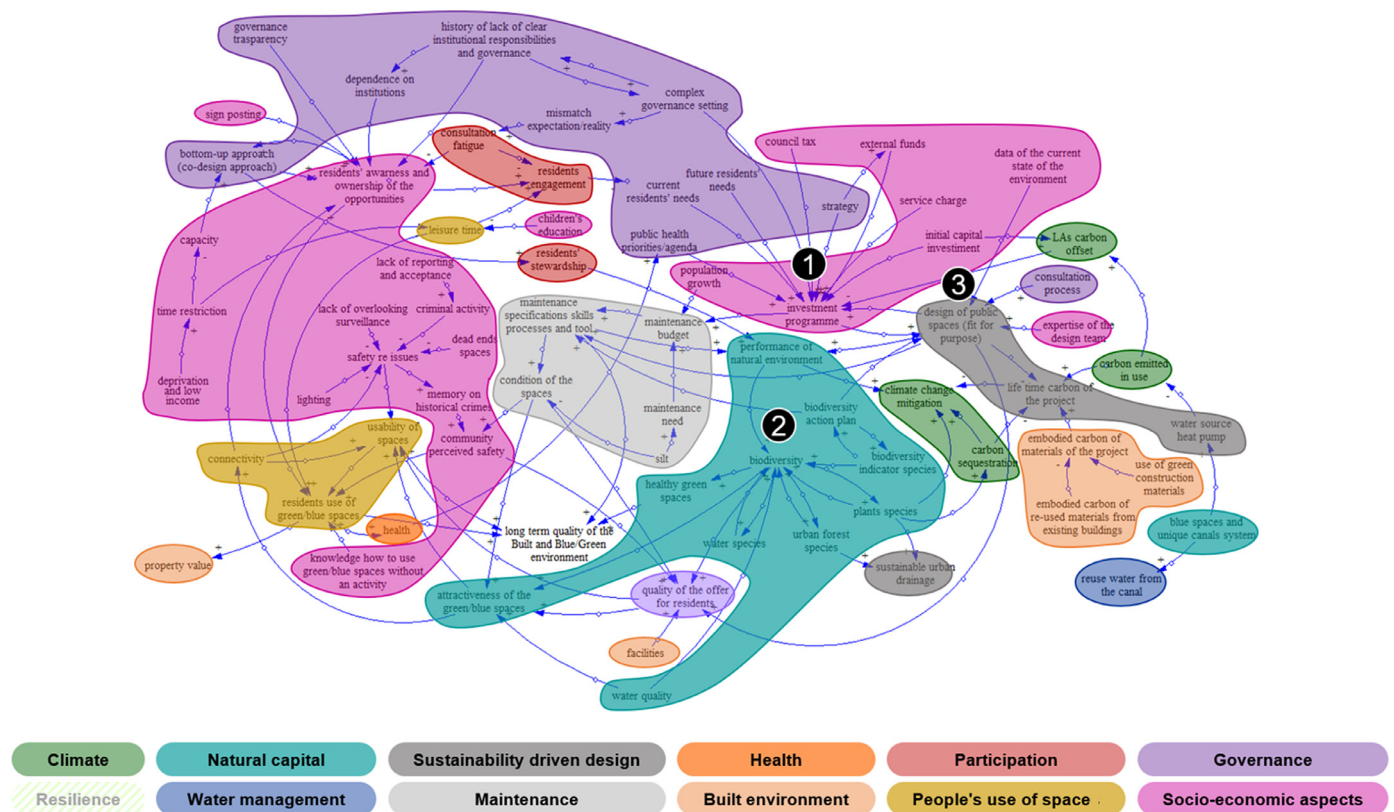 governance
trasparency
history of lack of clear
institutional responsibilities
and governance
dependence on
institutions
complex
governance setting
mismatch
expectation/reality
sign posting
consultation
fatigue
bottom-up approach
(co-design approach)
residents' awarness and
ownership of the
opportunities
residents
engagement
current
residents' needs
future residents'
needs
strategy
public health
priorities/agenda
council tax
external funds
data of the current
state of the
environment
service charge
initial capital
investiment
population
growth
1
investment
programme
leisure time
children's
education
residents'
stewardship
capacity
lack of reporting
and acceptance
time restriction
lack of overlooking
surveillance
criminal activity
safety re issues
dead ends
spaces
deprivation
and low
income
lighting
memory on
historical crimes
community
perceived safety
maintenance
specifications skills
processes and tool
maintenance
budget
condition of the
spaces
maintenance
need
silt
3
design of public
spaces (fit for
purpose)
LAs carbon
offset
consultation
process
expertise of the
design team
carbon emitted
in use
life time carbon of
the project
water source
heat pump
performance of
natural environment
climate change
mitigation
carbon
sequestration
biodiversity
action plan
2
biodiversity
biodiversity
indicator species
healthy green
spaces
plants species
water species
urban forest
species
embodied carbon of
materials of the project
use of green
construction
materials
embodied carbon of
re-used materials from
existing buildings
blue spaces and
unique canals system
reuse water from
the canal
sustainable urban
drainage
usability of
spaces
connectivity
residents use of
green/blue spaces
health
property value
knowledge how to use
green/blue spaces without
an activity
long term quality of the
Built and Blue/Green
environment
attractiveness of the
green/blue spaces
quality of the offer
for residents
facilities
water quality
Climate
Natural capital
Sustainability driven design
Health
Participation
Governance
Resilience
Water management
Maintenance
Built environment
People's use of space
Socio-economic aspects